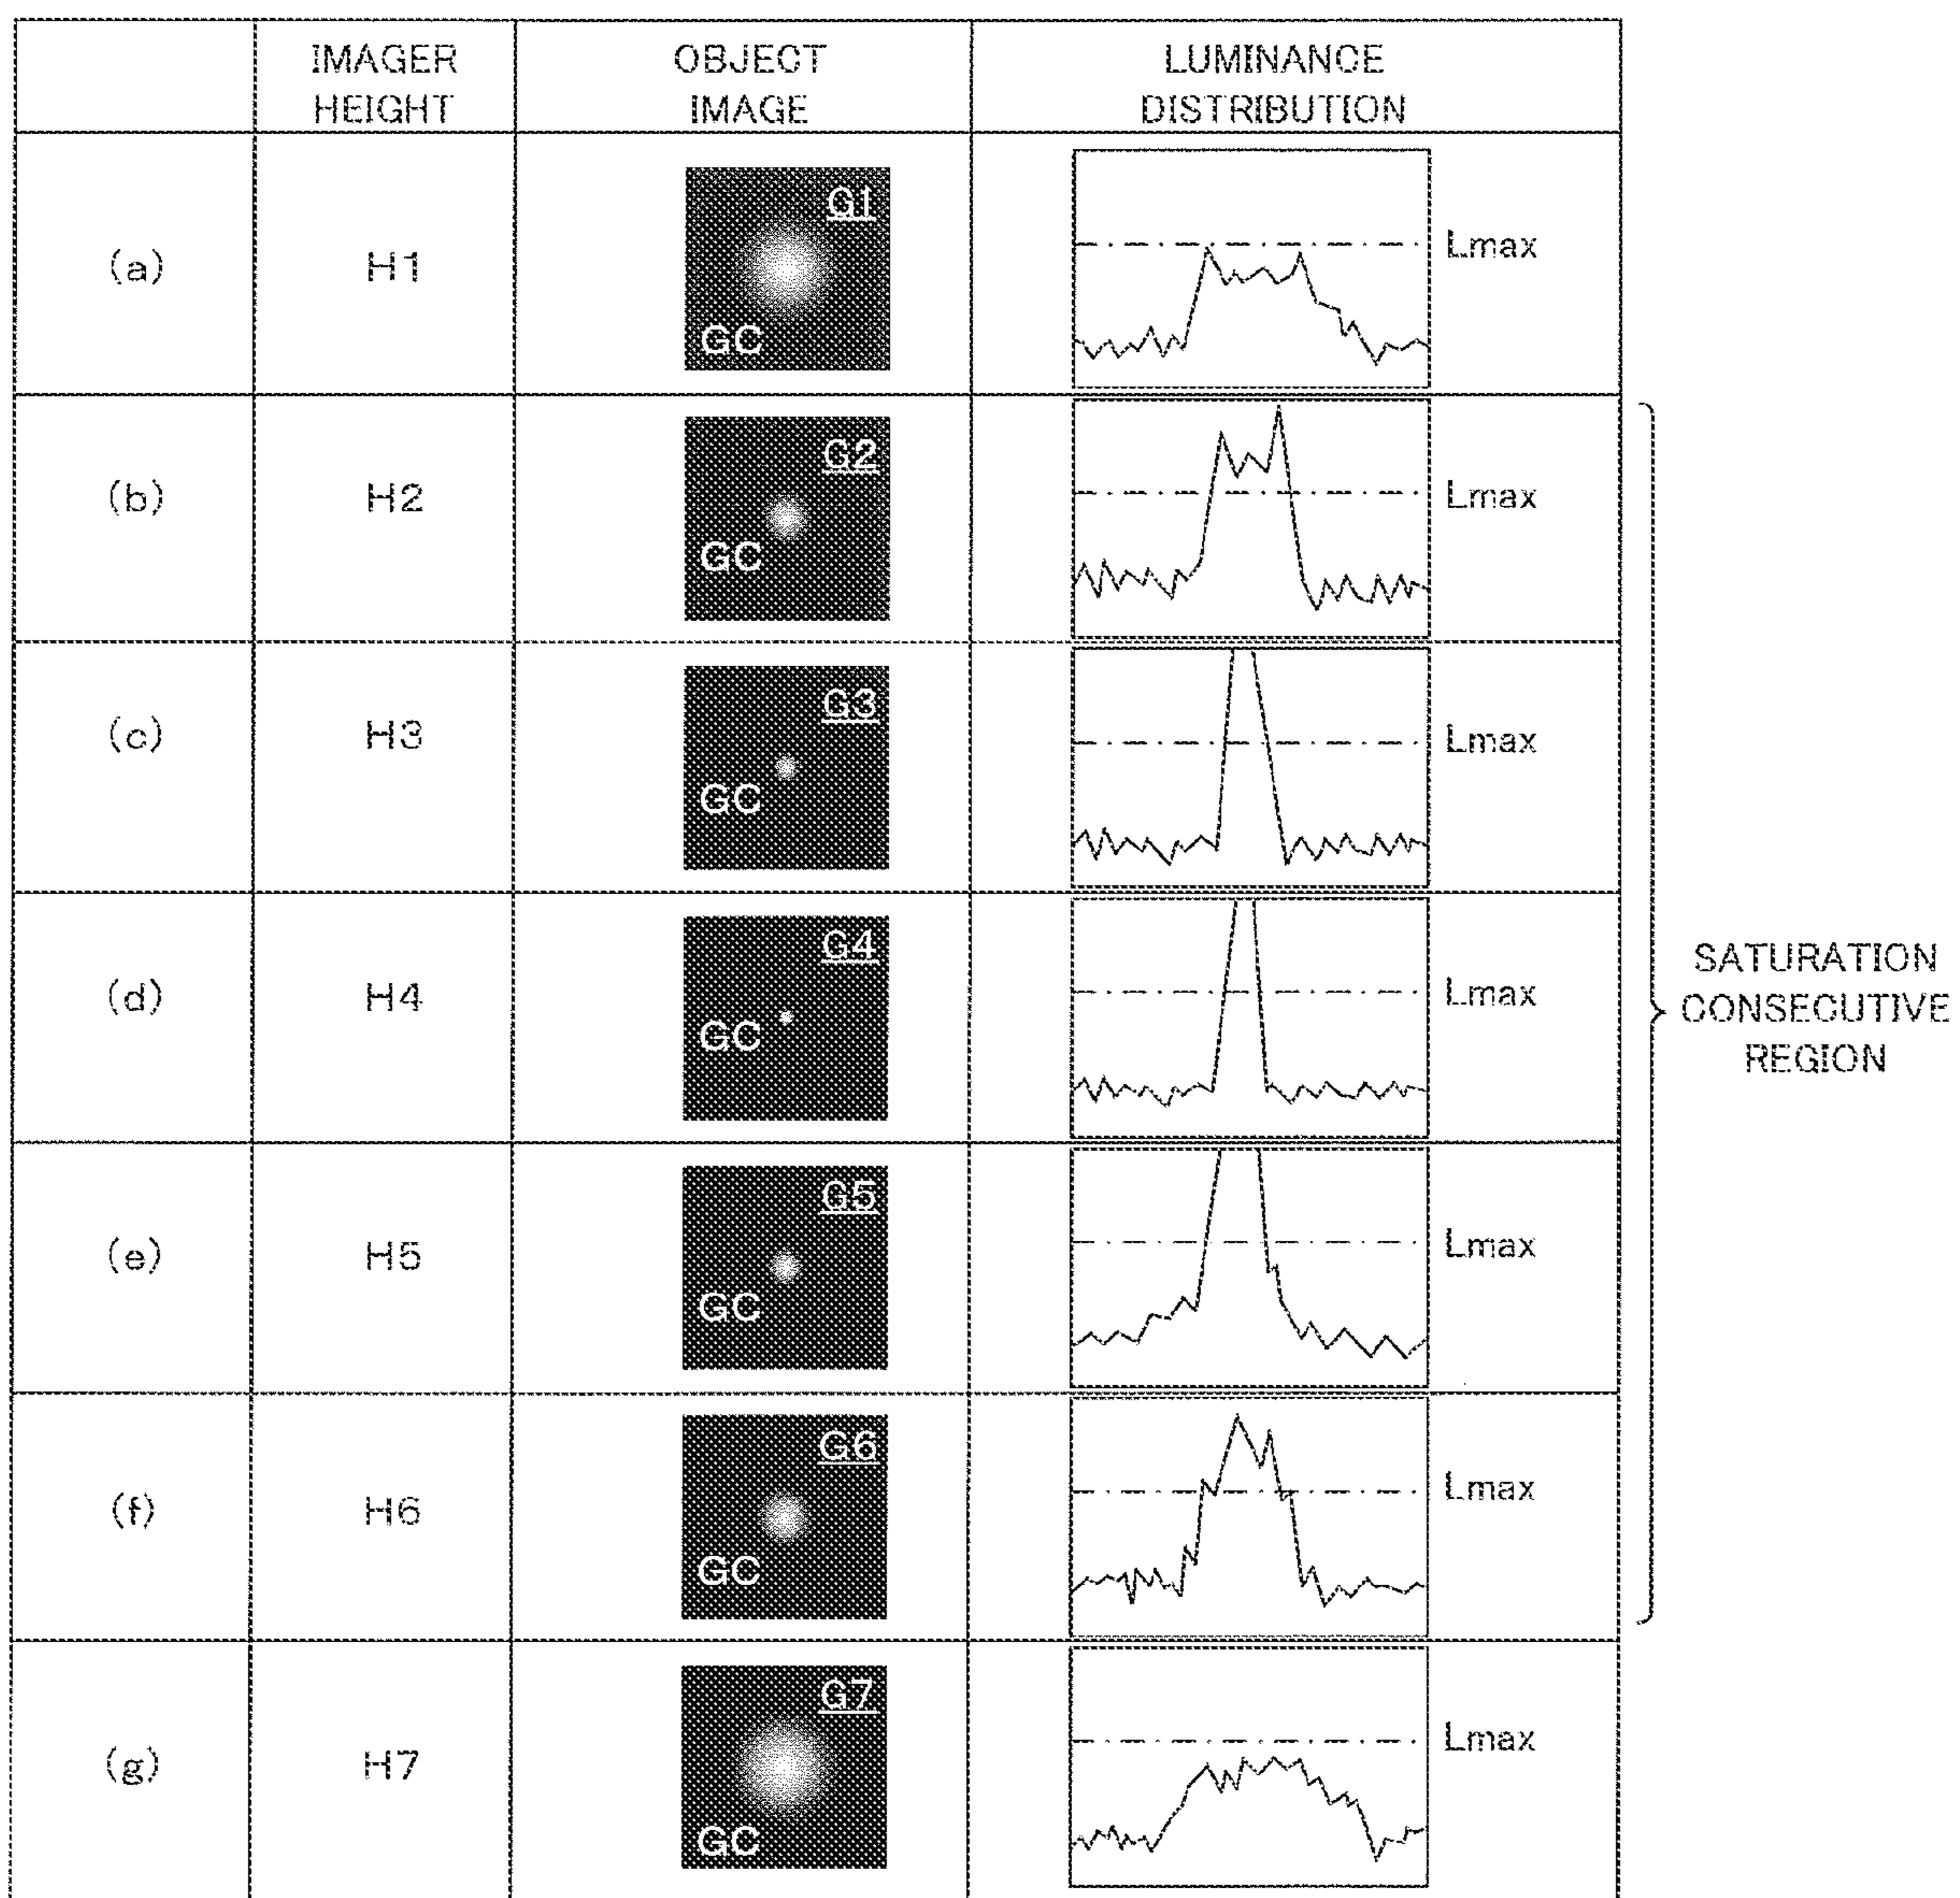 IMAGER
HEIGHT
OBJECT
IMAGE
LUMINANCE
DISTRIBUTION
(a)
H1
G1
GC
Lmax
(b)
H2
G2
GC
Lmax
(c)
H3
G3
GC
Lmax
(d)
H4
G4
GC
Lmax
SATURATION
CONSECUTIVE
REGION
(e)
H5
G5
GC
Lmax
(f)
H6
G6
GC
Lmax
(g)
H7
G7
GC
Lmax